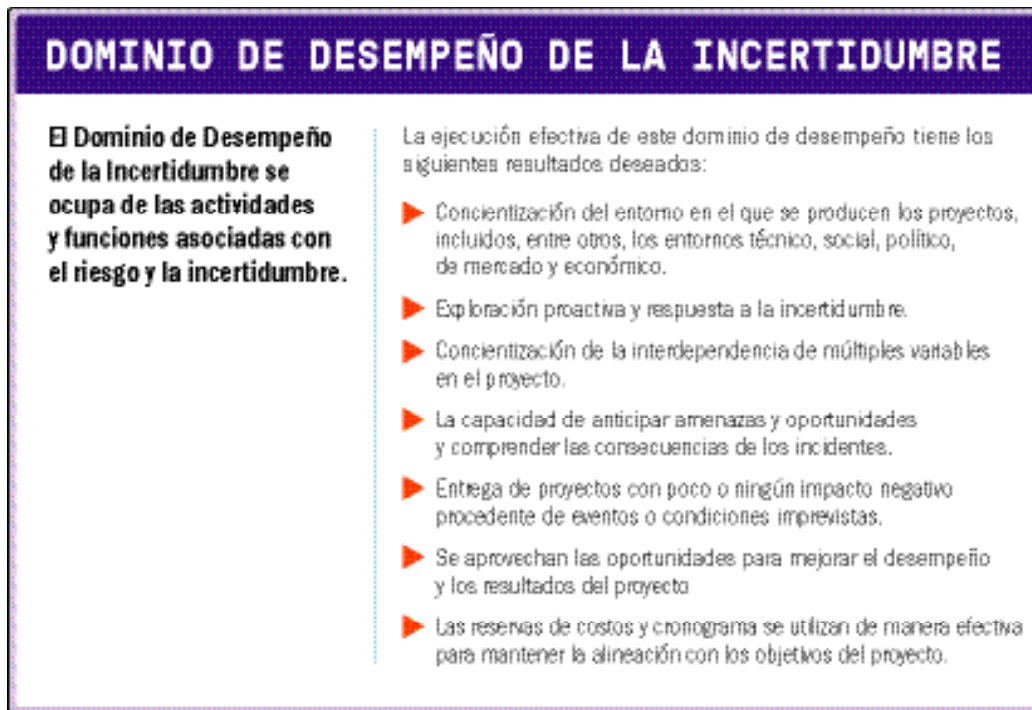 DOMINIO DE DESEMPEÑO DE LA INCERTIDUMBRE
El Dominio de Desempeño
de la Incertidumbre se
ocupa de las actividades
y funciones asociadas con
el riesgo y la incertidumbre.
La ejecución efectiva de este dominio de desempeño tiene los
siguientes resultados deseados:
Concientización del entorno en el que se producen los proyectos,
incluidos, entre otros, los entornos técnico, social, político,
de mercado y económico.
Exploración proactiva y respuesta a la incertidumbre.
Concientización de la interdependencia de múltiples variables
en el proyecto.
La capacidad de anticipar amenazas y oportunidades
y comprender las consecuencias de los incidentes.
Entrega de proyectos con poco o ningún impacto negativo
procedente de eventos o condiciones imprevistas.
Se aprovechan las oportunidades para mejorar el desempeño
y los resultados del proyecto
Las reservas de costos y cronograma se utilizan de manera efectiva
para mantener la alineación con los objetivos del proyecto.